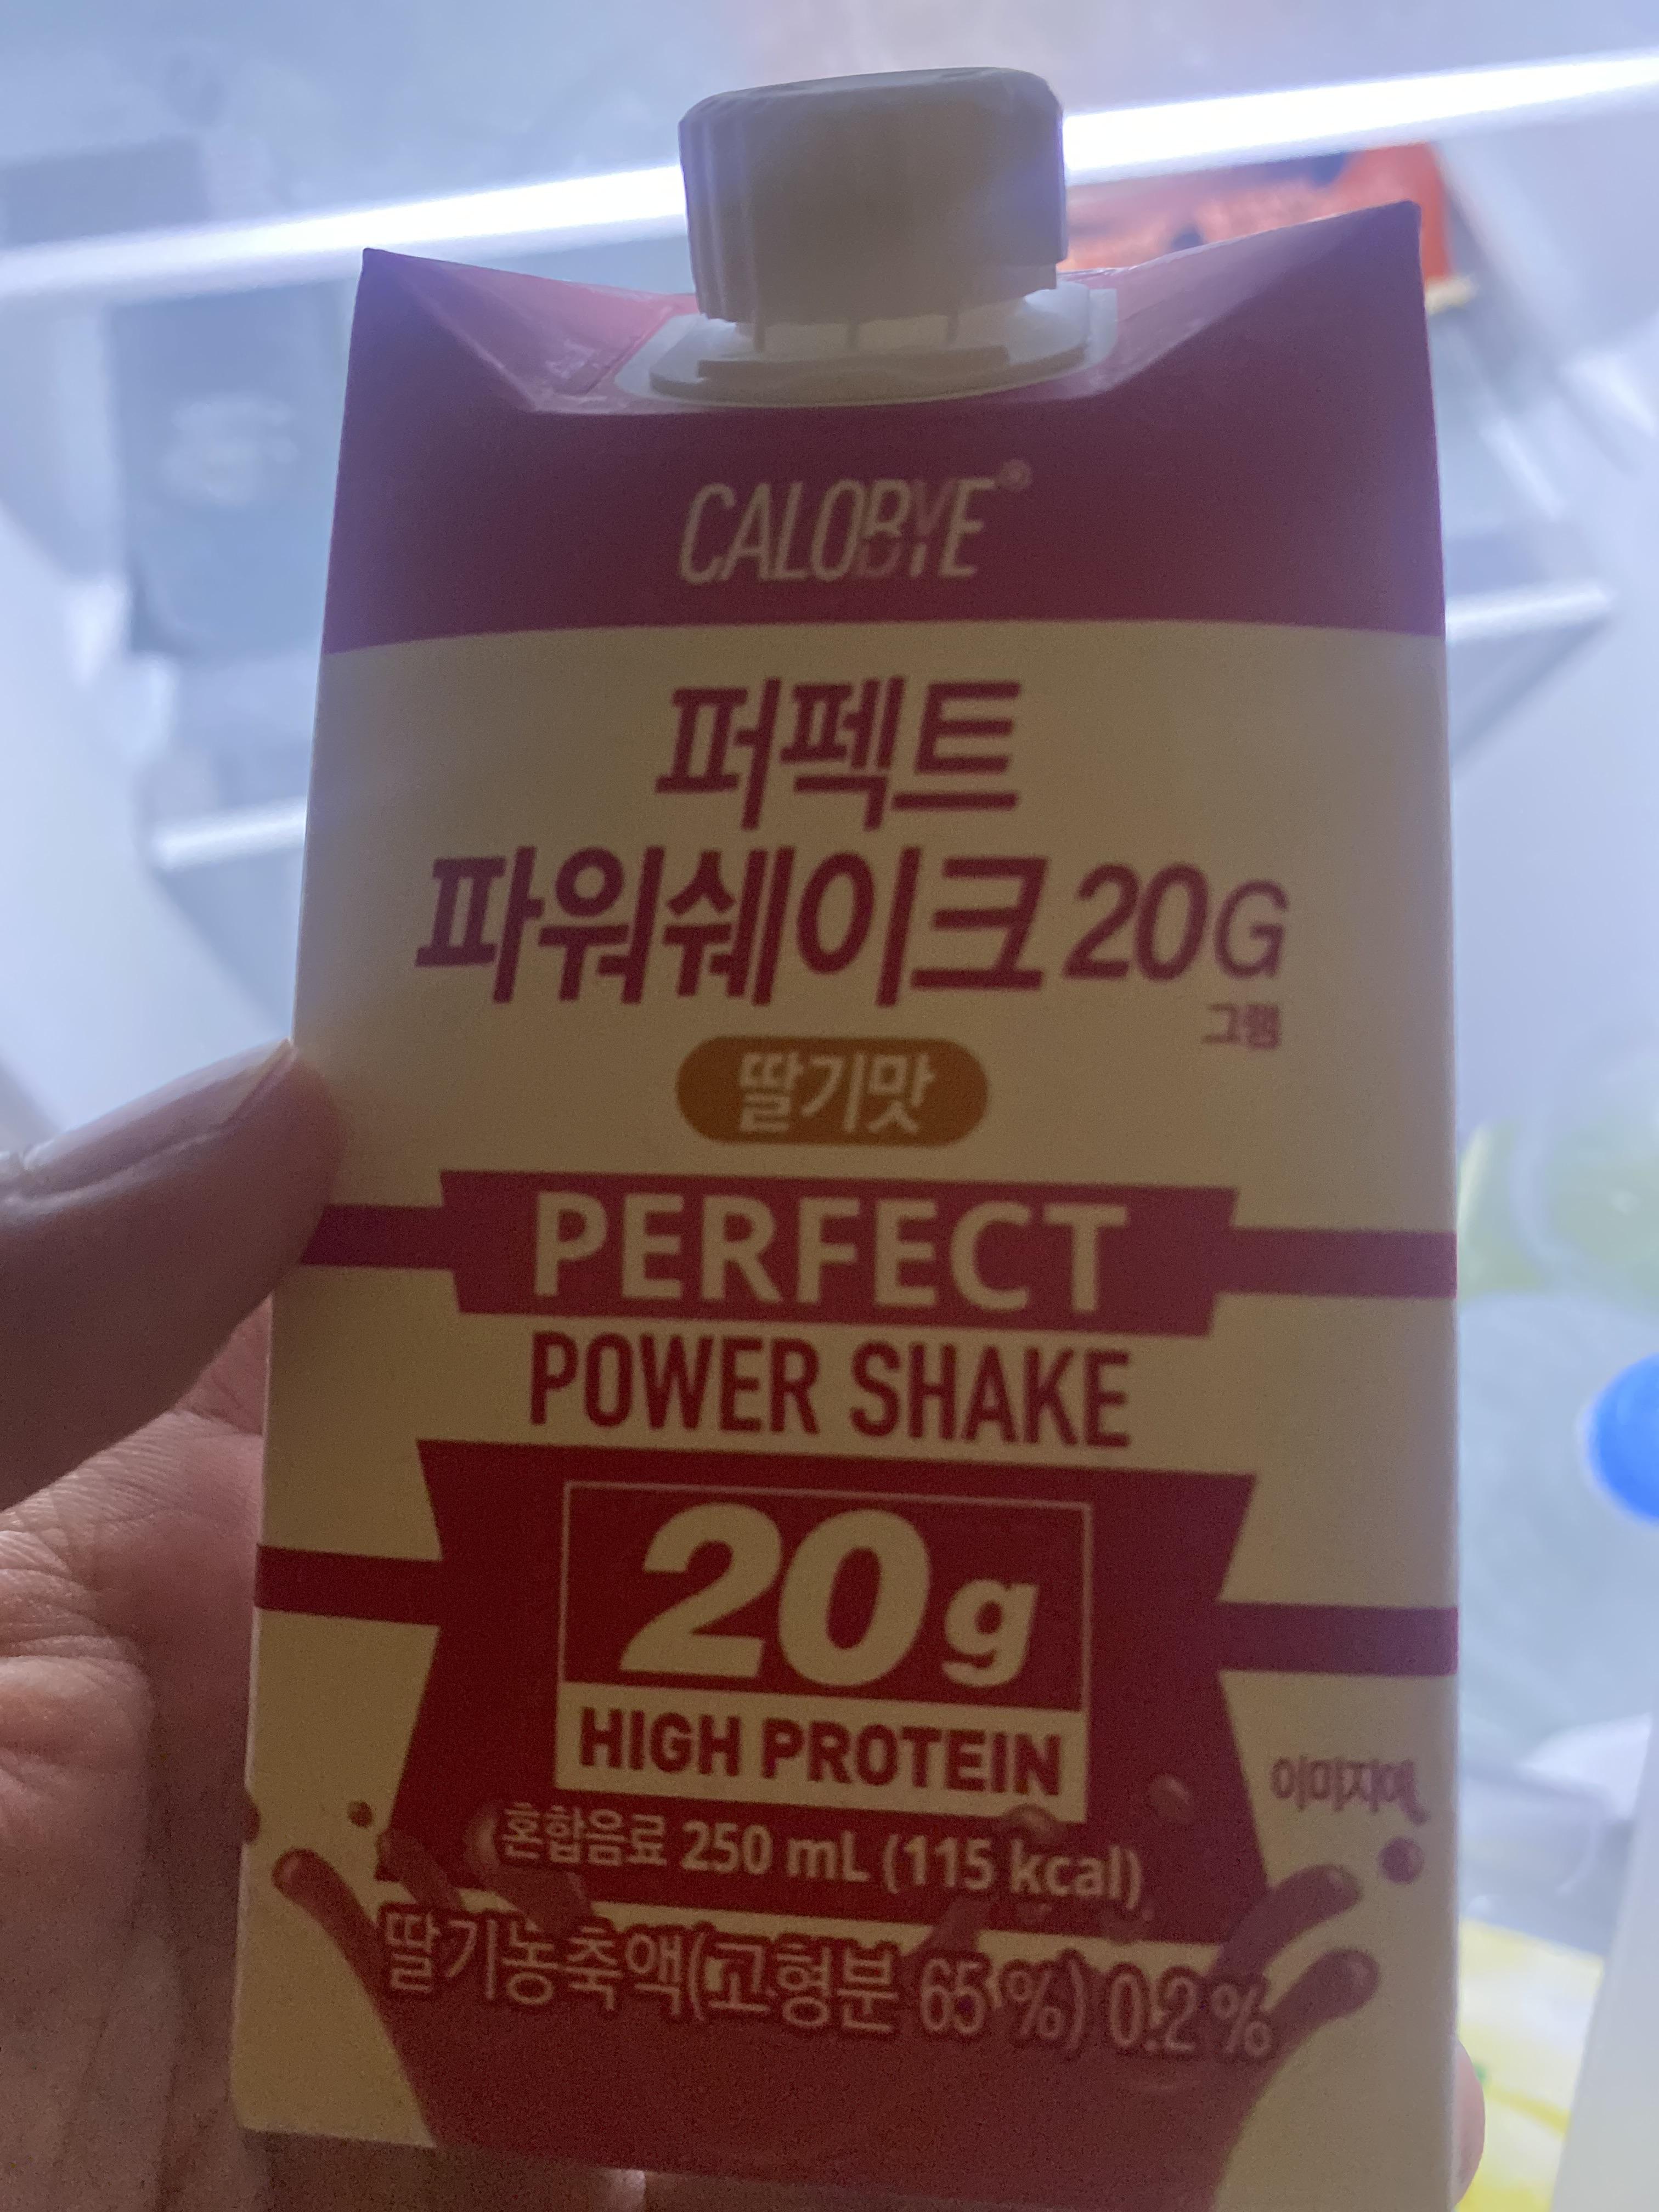 CALOBYE®
퍼펙트
파워쉐이크 20G
그램
딸기맛
PERFECT
POWER SHAKE
20g
HIGH PROTEIN
이미지예
혼합음료 250 mL (115 kcal)
딸기농축액(고형분 65 %) 0.2 %